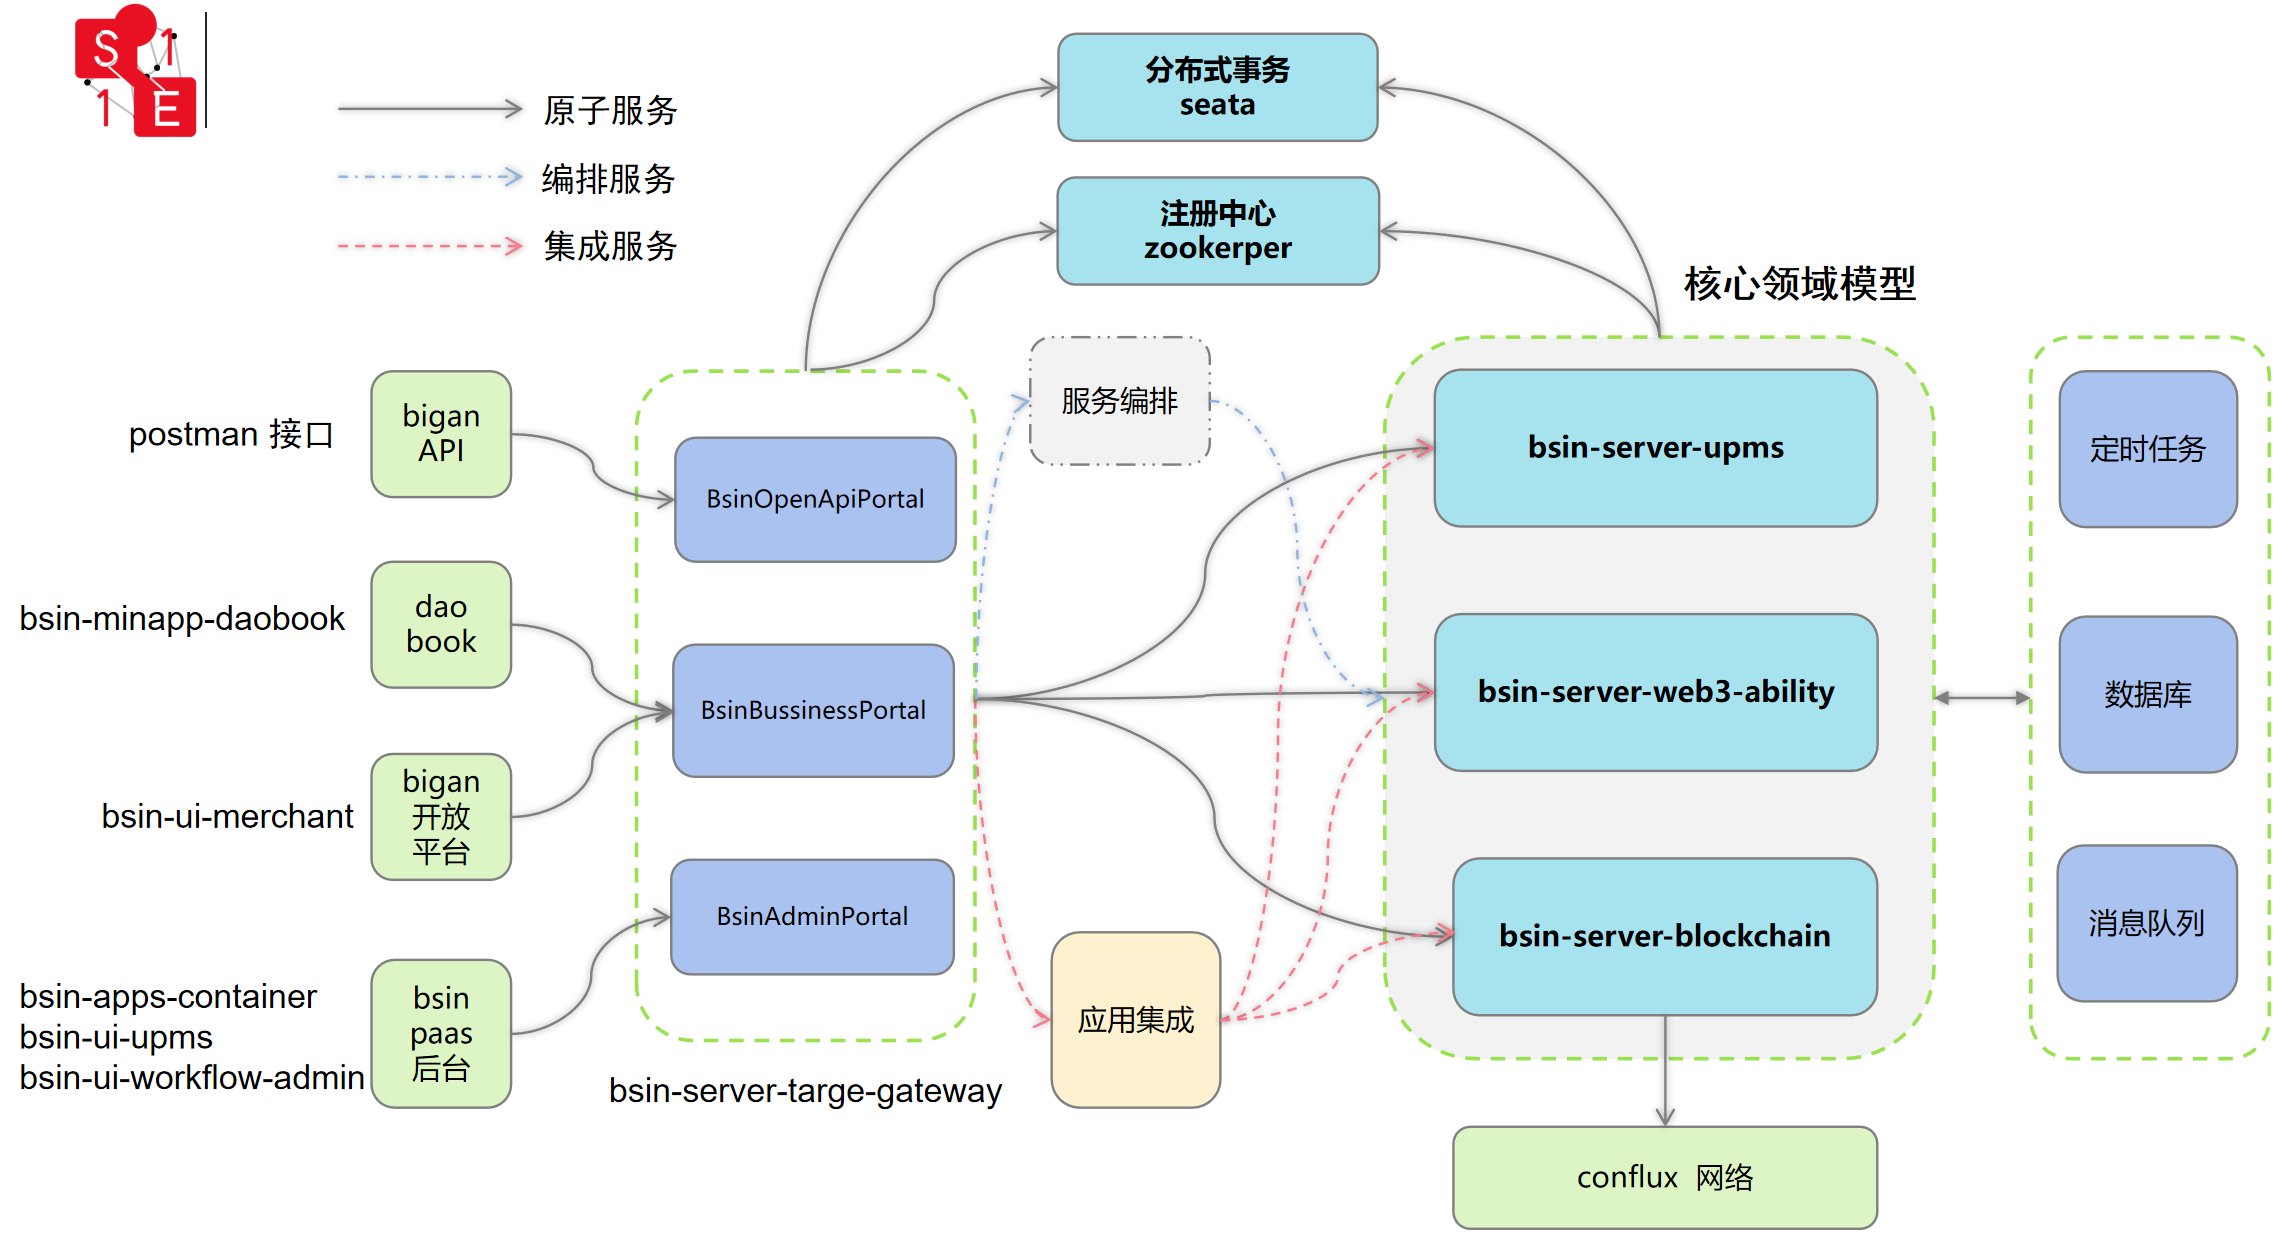 S 1
1 E
原子服务
编排服务
集成服务
分布式事务
seata
注册中心
zookerper
核心领域模型
postman 接口
bigan
API
bsin-minapp-daobook
dao
book
bsin-ui-merchant
bigan
开放
平台
bsin-apps-container
bsin-ui-upms
bsin-ui-workflow-admin
bsin
paas
后台
BsinOpenApiPortal
BsinBussinessPortal
BsinAdminPortal
bsin-server-targe-gateway
服务编排
应用集成
bsin-server-upms
bsin-server-web3-ability
bsin-server-blockchain
conflux 网络
定时任务
数据库
消息队列